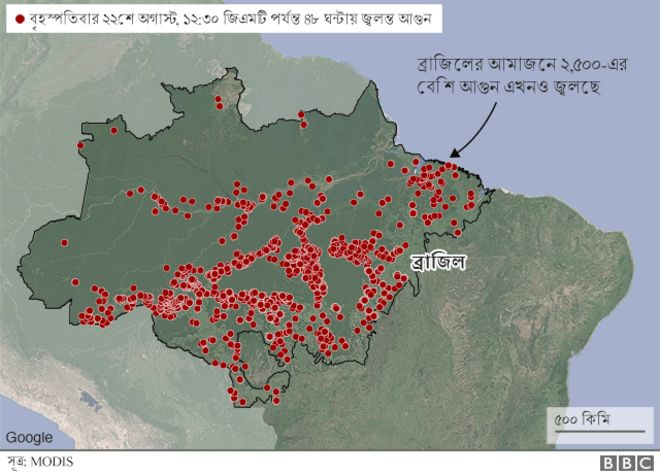 বৃহস্পতিবার ২২শে অগাস্ট, ১২:৩০ জিএমটি পর্যন্ত ৪৮ ঘন্টায় জ্বলন্ত আগুন
ব্রাজিলের আমাজনে ২,৫০০-এর
বেশি আগুন এখনও জ্বলছে
ব্রাজিল
৫০০ কিমি
Google
সূত্র: MODIS
BBC